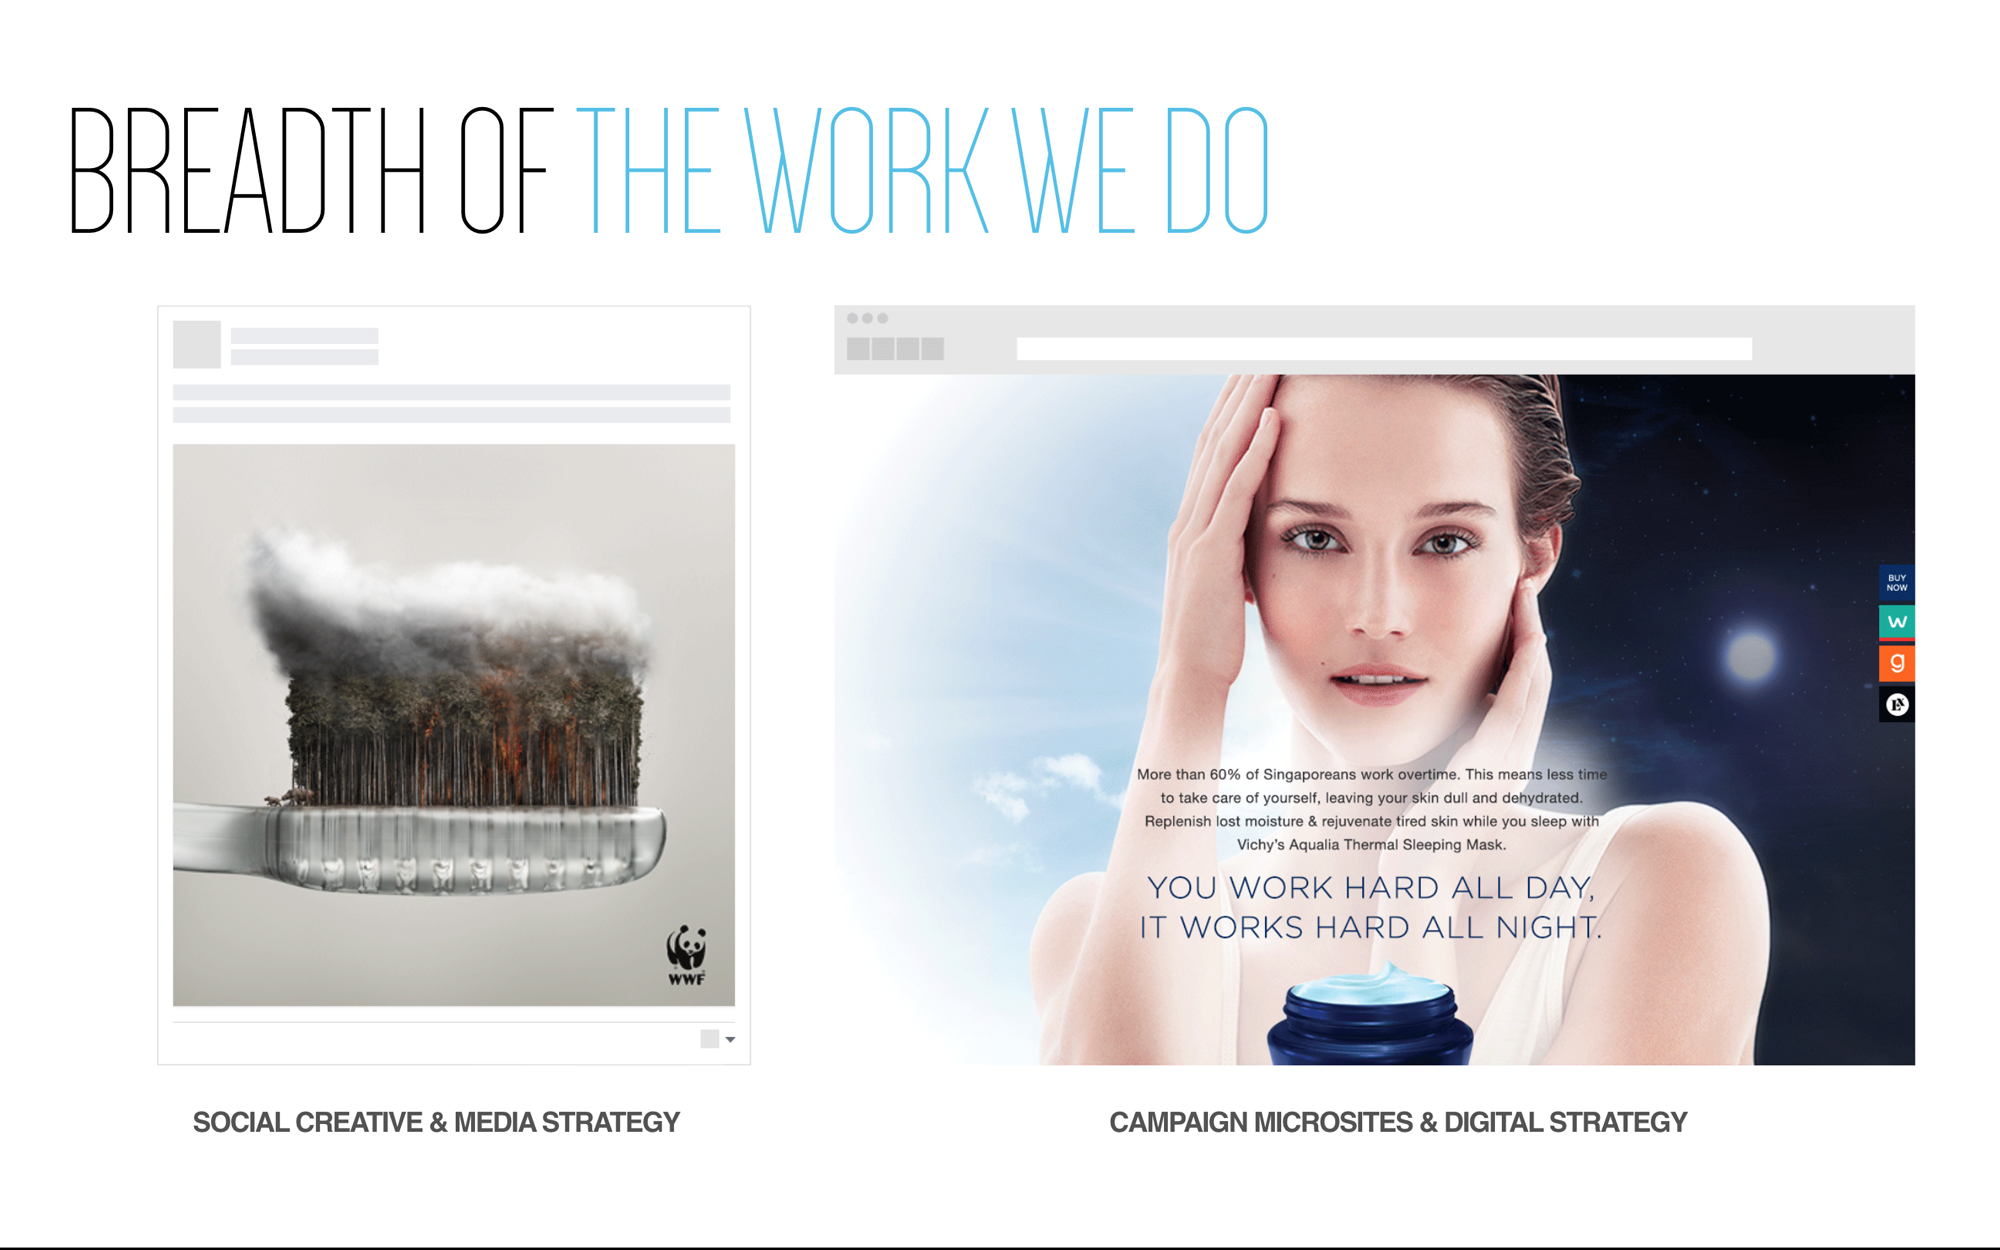 BREADTH OF THE WORK WE DO
WWF
BUY
NOW
w
g
More than 60% of Singaporeans work overtime. This means less time
to take care of yourself, leaving your skin dull and dehydrated.
Replenish lost moisture & rejuvenate tired skin while you sleep with
Vichy's Aqualia Thermal Sleeping Mask.
YOU WORK HARD ALL DAY,
IT WORKS HARD ALL NIGHT.
SOCIAL CREATIVE & MEDIA STRATEGY
CAMPAIGN MICROSITES & DIGITAL STRATEGY